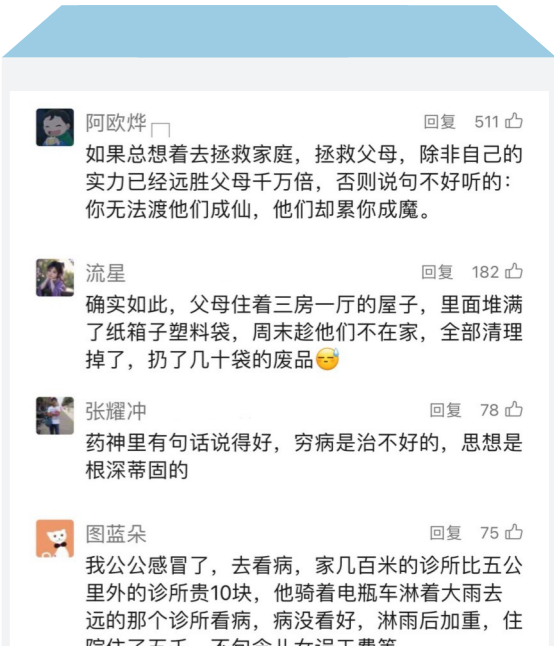 阿欧烨┌┐ 回复 511
如果总想着去拯救家庭，拯救父母，除非自己的
实力已经远胜父母千万倍，否则说句不好听的：
你无法渡他们成仙，他们却累你成魔。
流星 回复 182
确实如此，父母住着三房一厅的屋子，里面堆满
了纸箱子塑料袋，周末趁他们不在家，全部清理
掉了，扔了几十袋的废品😅
张耀冲 回复 78
药神里有句话说得好，穷病是治不好的，思想是
根深蒂固的
图蓝朵 回复 75
我公公感冒了，去看病，家几百米的诊所比五公
里外的诊所贵10块，他骑着电瓶车淋着大雨去
远的那个诊所看病，病没看好，淋雨后加重，住